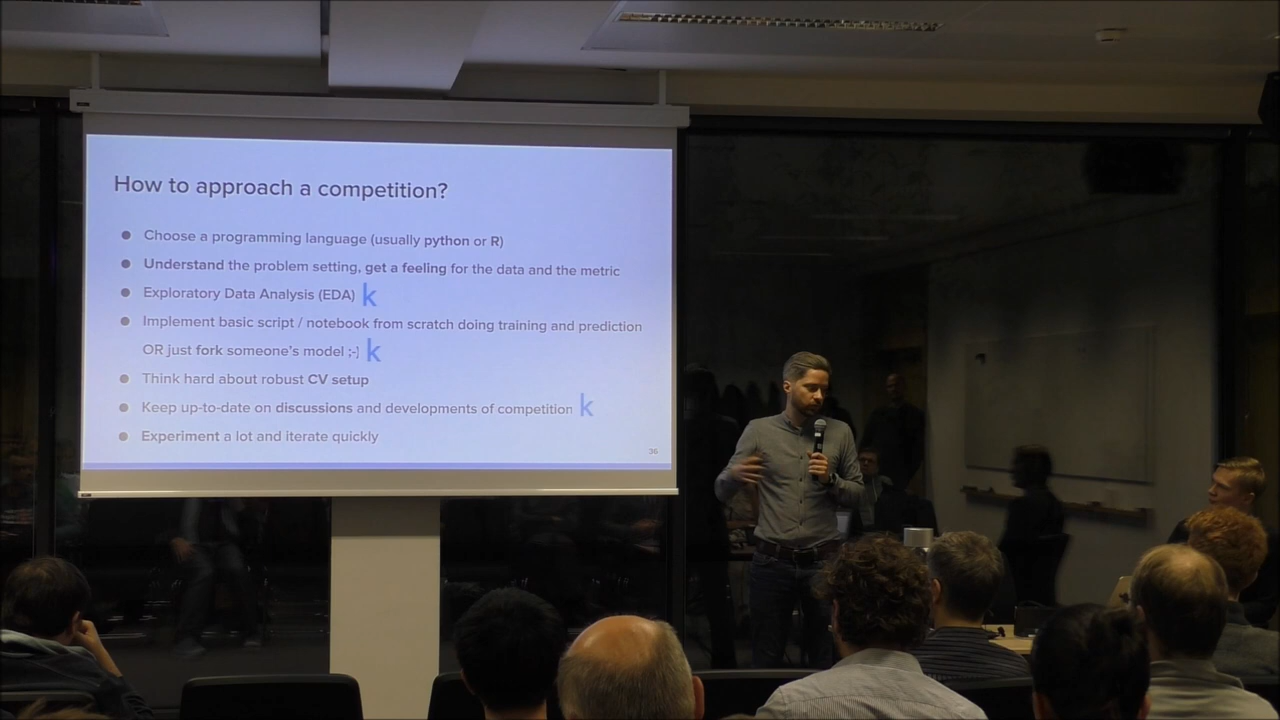 How to approach a competition?
● Choose a programming language (usually python or R)
● Understand the problem setting, get a feeling for the data and the metric
● Exploratory Data Analysis (EDA) k
● Implement basic script / notebook from scratch doing training and prediction
OR just fork someone's model ;-] k
● Think hard about robust CV setup
● Keep up-to-date on discussions and developments of competition k
● Experiment a lot and iterate quickly
36